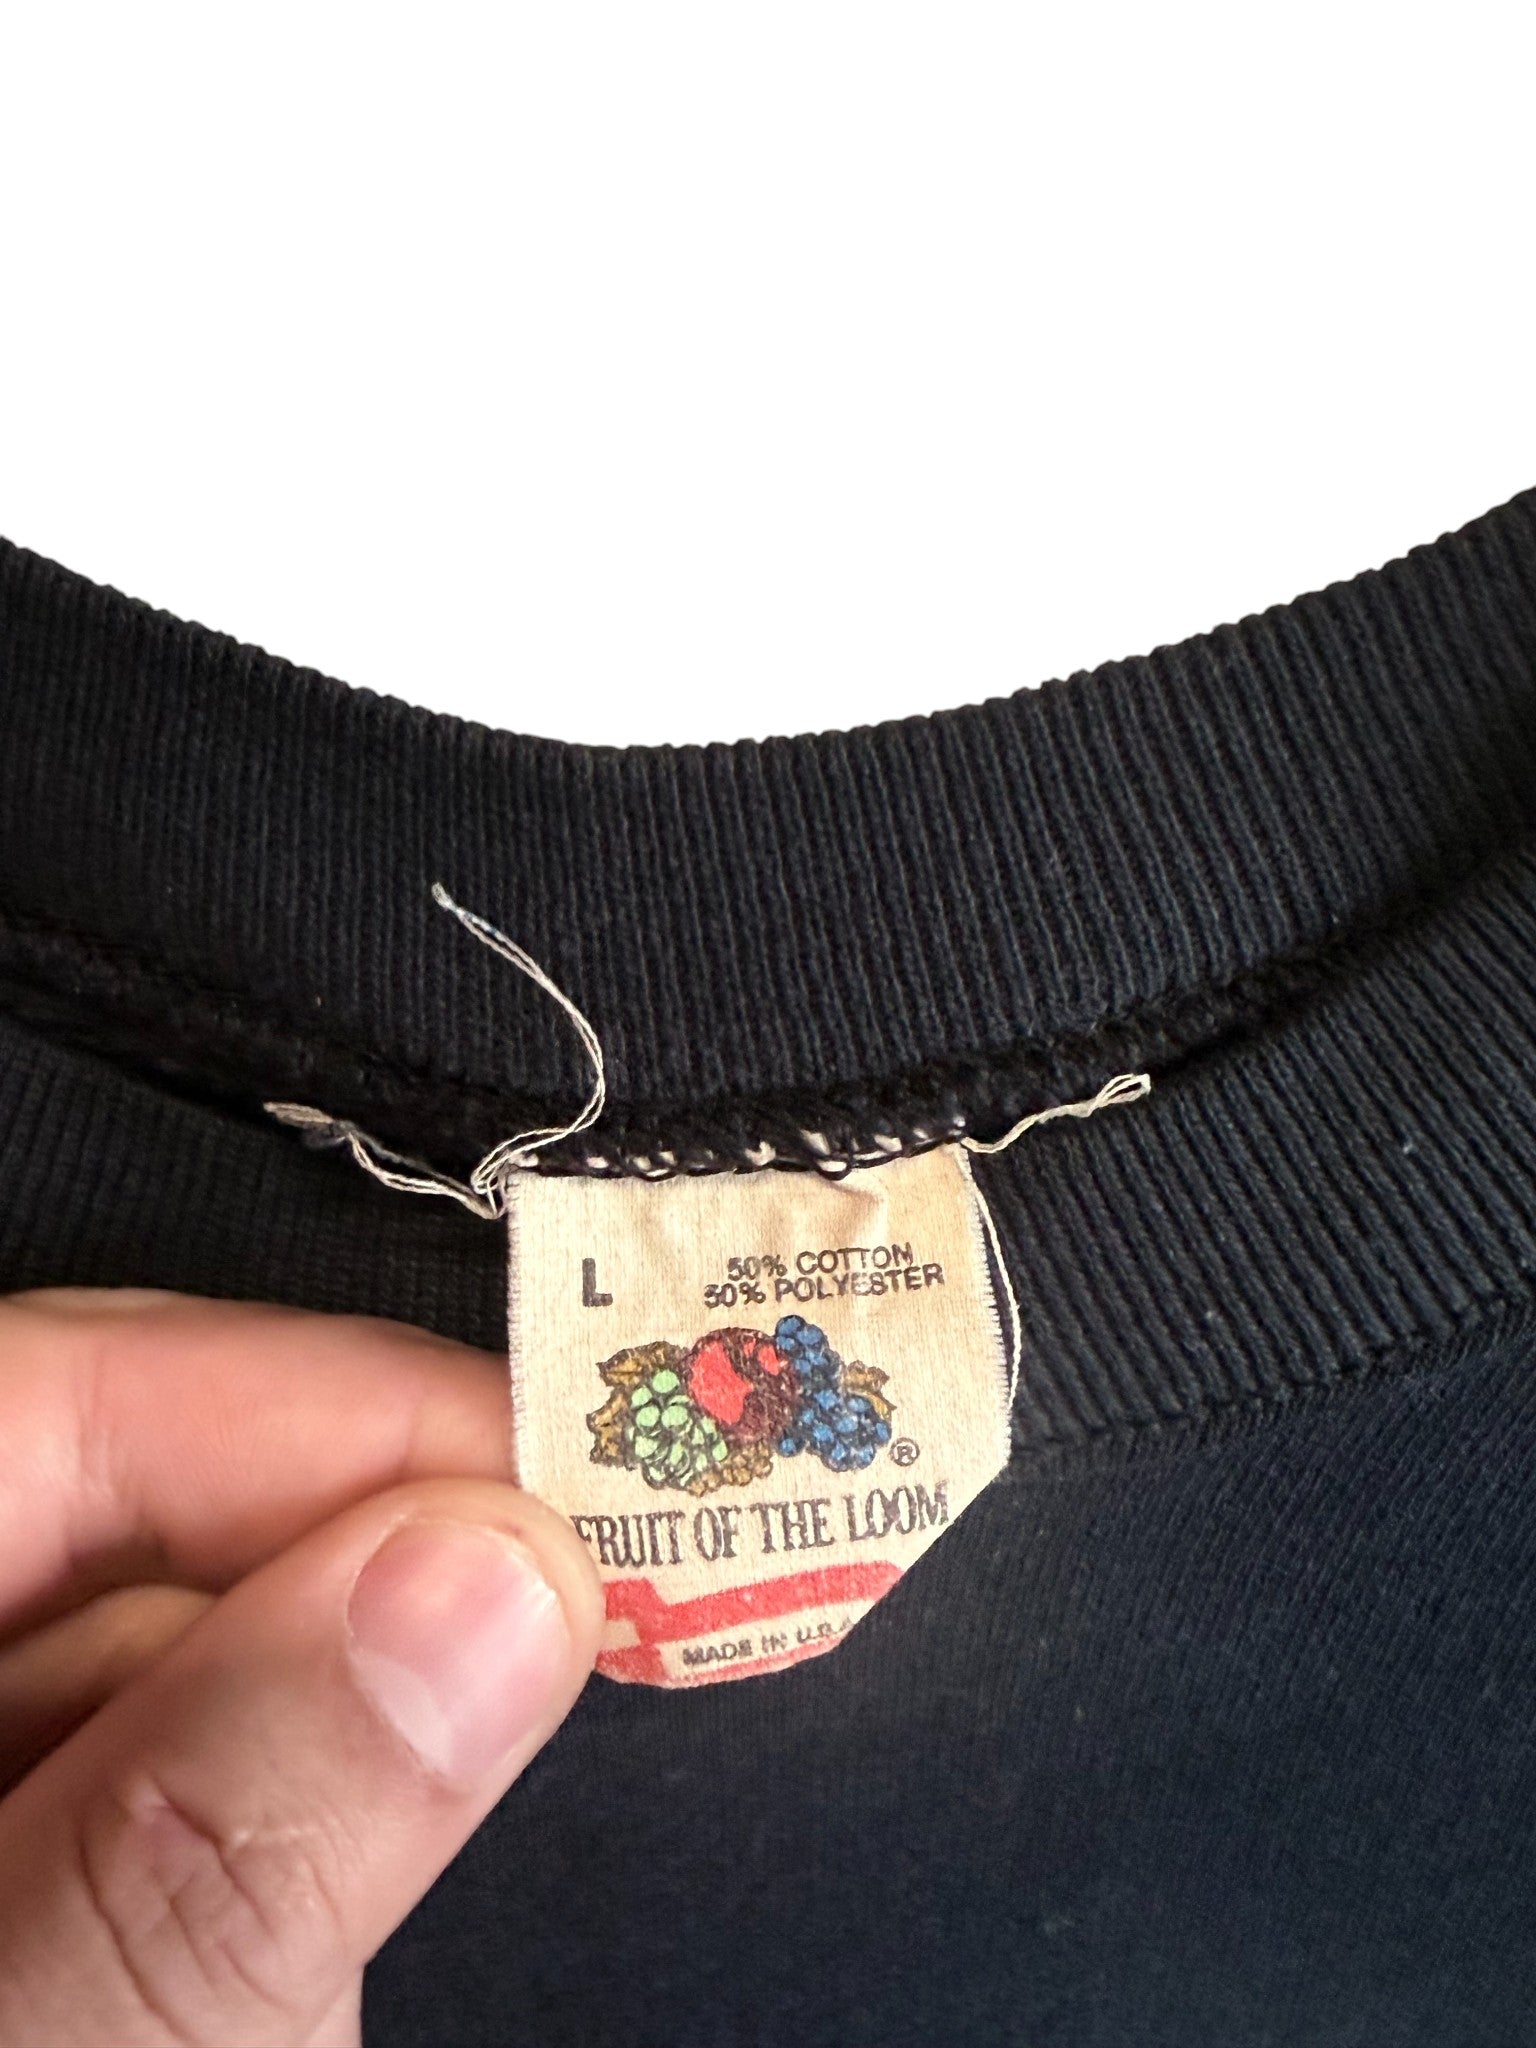 L
50% COTTON
50% POLYESTER
®
FRUIT OF THE LOOM
MADE IN U.S.A.